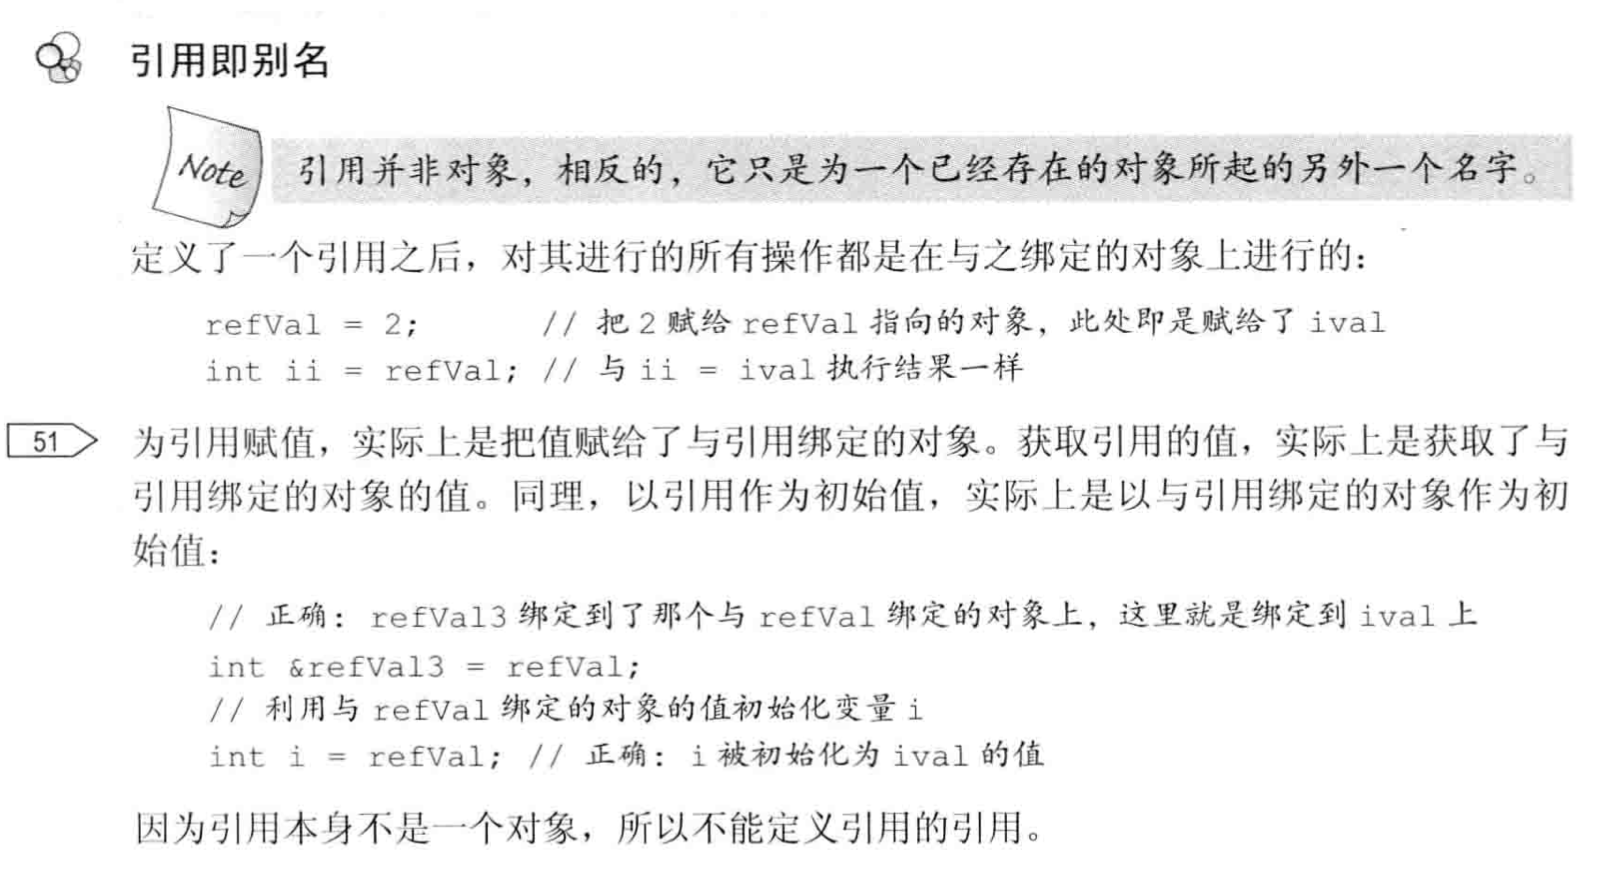 引用即别名
Note
引用并非对象，相反的，它只是为一个已经存在的对象所起的另外一个名字。
定义了一个引用之后，对其进行的所有操作都是在与之绑定的对象上进行的：
refVal = 2; // 把 2 赋给 refVal 指向的对象，此处即是赋给了 ival
int ii = refVal; // 与 ii = ival 执行结果一样
51
为引用赋值，实际上是把值赋给了与引用绑定的对象。获取引用的值，实际上是获取了与
引用绑定的对象的值。同理，以引用作为初始值，实际上是以与引用绑定的对象作为初
始值：
// 正确：refVal3 绑定到了那个与 refVal 绑定的对象上，这里就是绑定到 ival 上
int &refVal3 = refVal;
// 利用与 refVal 绑定的对象的值初始化变量 i
int i = refVal; // 正确：i 被初始化为 ival 的值
因为引用本身不是一个对象，所以不能定义引用的引用。